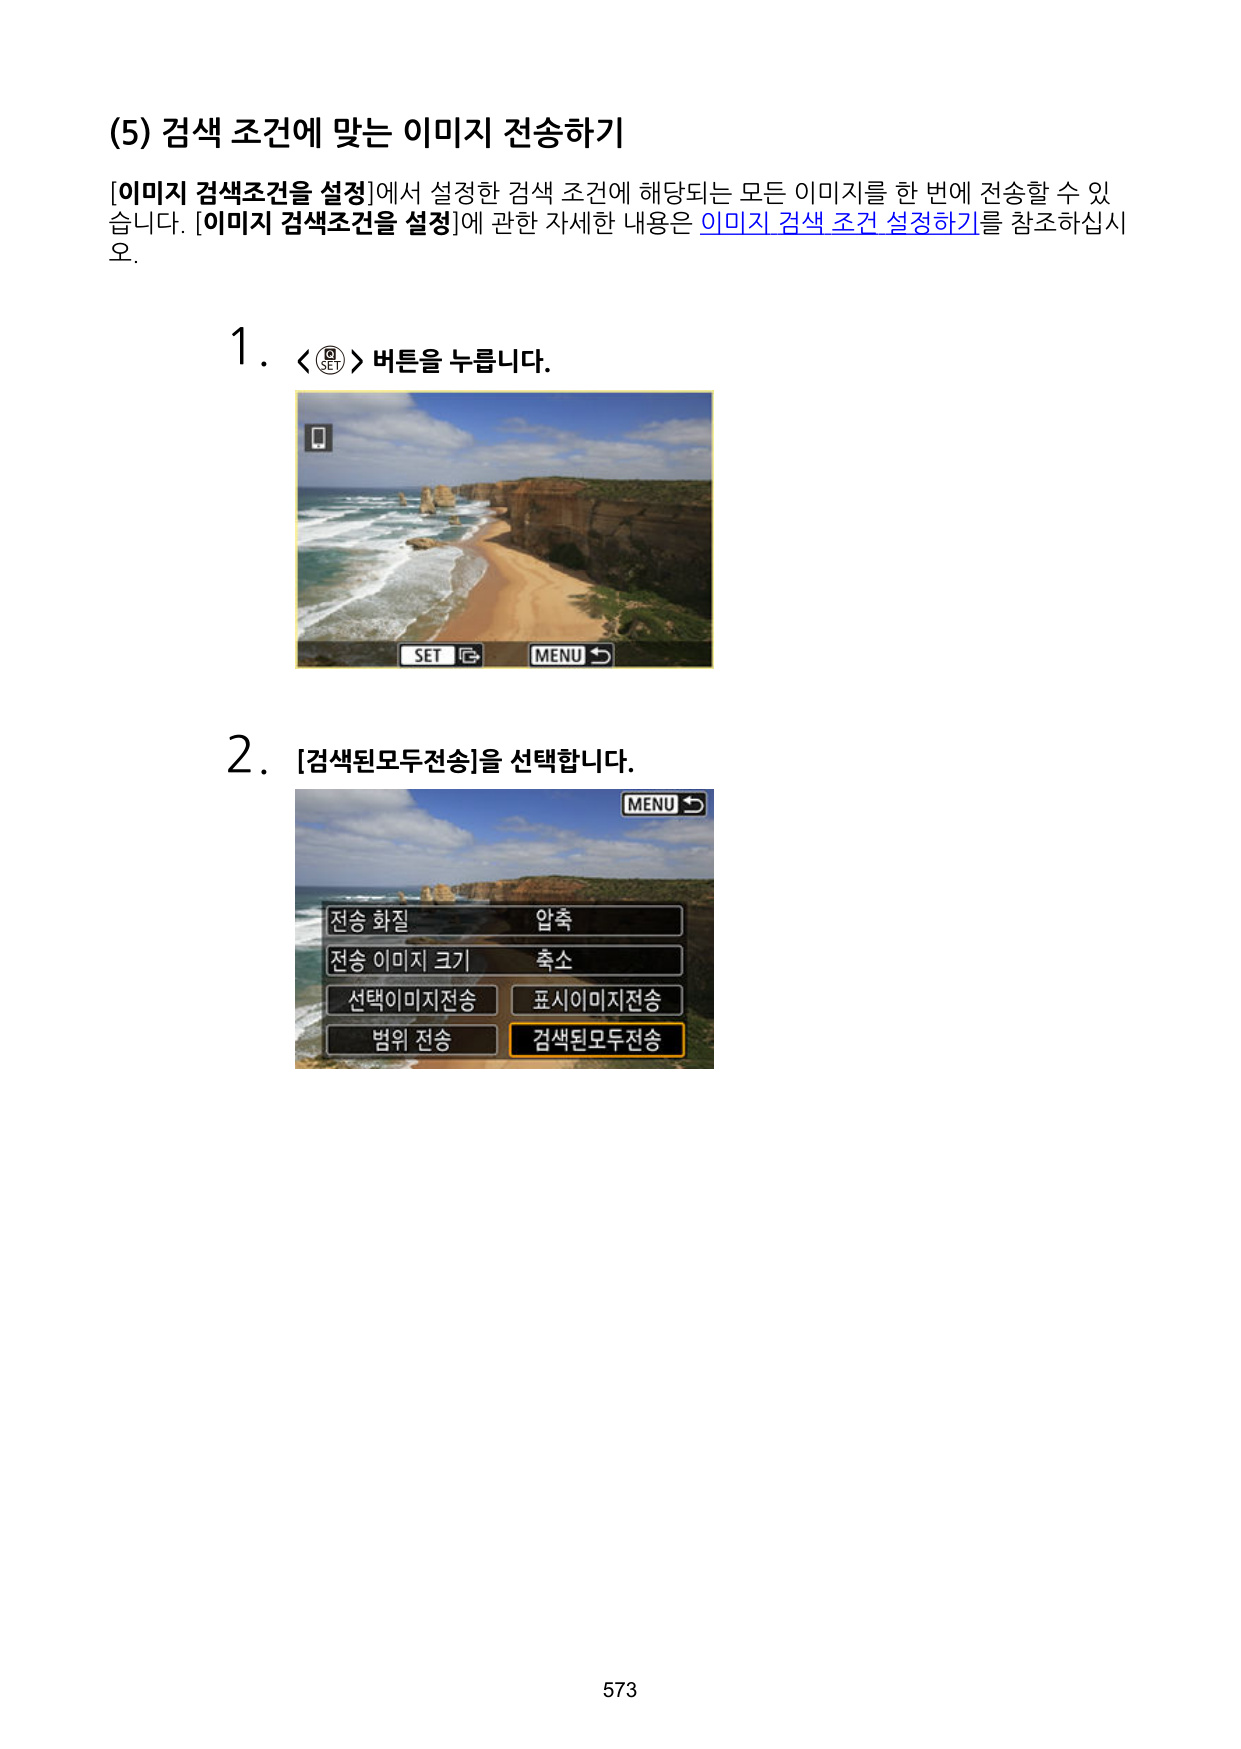 (5) 검색 조건에 맞는 이미지 전송하기
[이미지 검색조건을 설정]에서 설정한 검색 조건에 해당되는 모든 이미지를 한 번에 전송할 수 있
습니다. [이미지 검색조건을 설정]에 관한 자세한 내용은 이미지 검색 조건 설정하기를 참조하십시
오.
1. <Q SET> 버튼을 누릅니다.
SET MENU
2. [검색된모두전송]을 선택합니다.
MENU
전송 화질 압축
전송 이미지 크기 축소
선택이미지전송 표시이미지전송
범위 전송 검색된모두전송
573